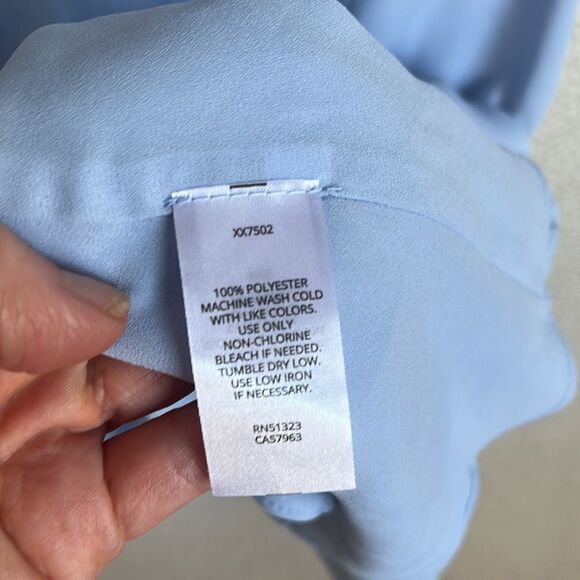 XX7502
100% POLYESTER
MACHINE WASH COLD
WITH LIKE COLORS.
USE ONLY
NON-CHLORINE
BLEACH IF NEEDED.
TUMBLE DRY LOW.
USE LOW IRON
IF NECESSARY.
RN51323
CA57963